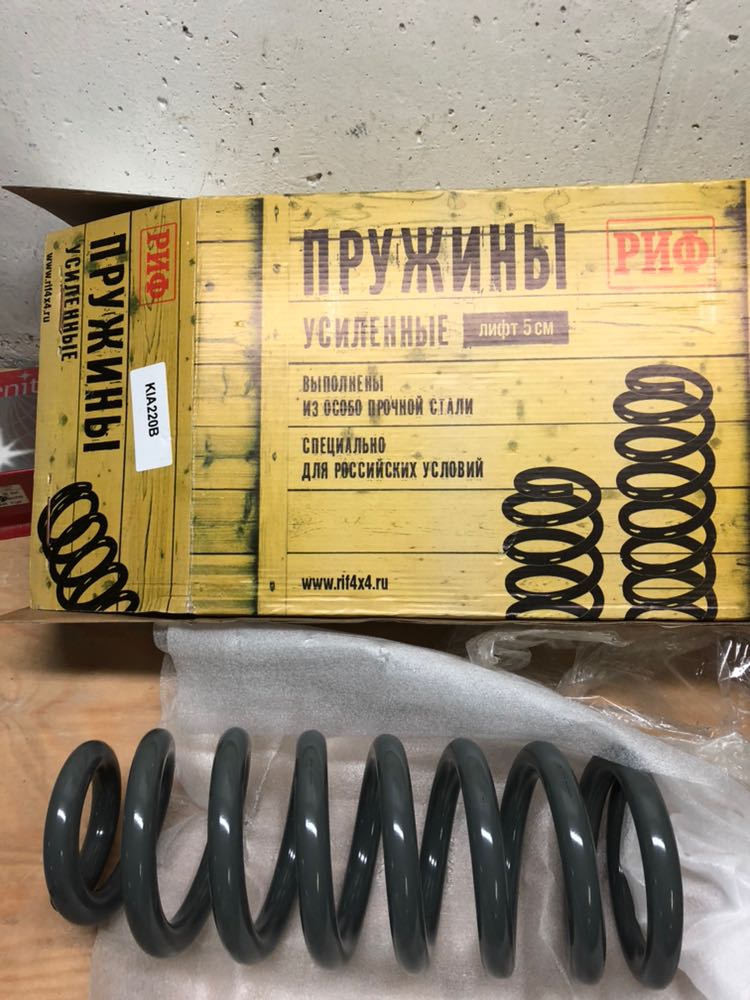 ПРУЖИНЫ
РИФ
УСИЛЕННЫЕ
лифт 5 см
ВЫПОЛНЕНЫ
ИЗ ОСОБО ПРОЧНОЙ СТАЛИ
СПЕЦИАЛЬНО
ДЛЯ РОССИЙСКИХ УСЛОВИЙ
www.rif4x4.ru
РИФ
ПРУЖИНЫ
УСИЛЕННЫЕ
www.rif4x4.ru
KIA220B